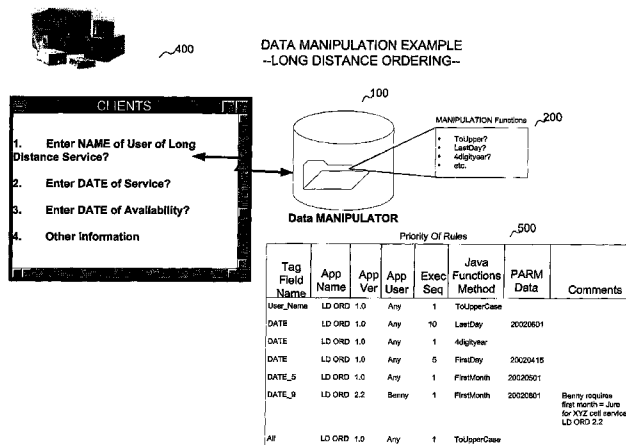 400
DATA MANIPULATION EXAMPLE
--LONG DISTANCE ORDERING--
CLIENTS
1. Enter NAME of User of Long
Distance Service?
2. Enter DATE of Service?
3. Enter DATE of Availability?
4. Other Information
100
Data MANIPULATOR
MANIPULATION Functions
200
• ToUpper?
• LastDay?
• 4digityear?
• etc.
Priority Of Rules
500
Tag Field Name App Name App Ver App User Exec Seq Java Functions Method PARM Data Comments
User_Name LD ORD 1.0 Any 1 ToUpperCase
DATE LD ORD 1.0 Any 10 LastDay 20020601
DATE LD ORD 1.0 Any 1 4digityear
DATE LD ORD 1.0 Any 5 FirstDay 20020415
DATE_5 LD ORD 1.0 Any 1 FirstMonth 20020501
DATE_9 LD ORD 2.2 Benny 1 FirstMonth 20020601 Benny requires
first month = June
for XYZ cell service
LD ORD 2.2
All LD ORD 1.0 Any 1 ToUpperCase